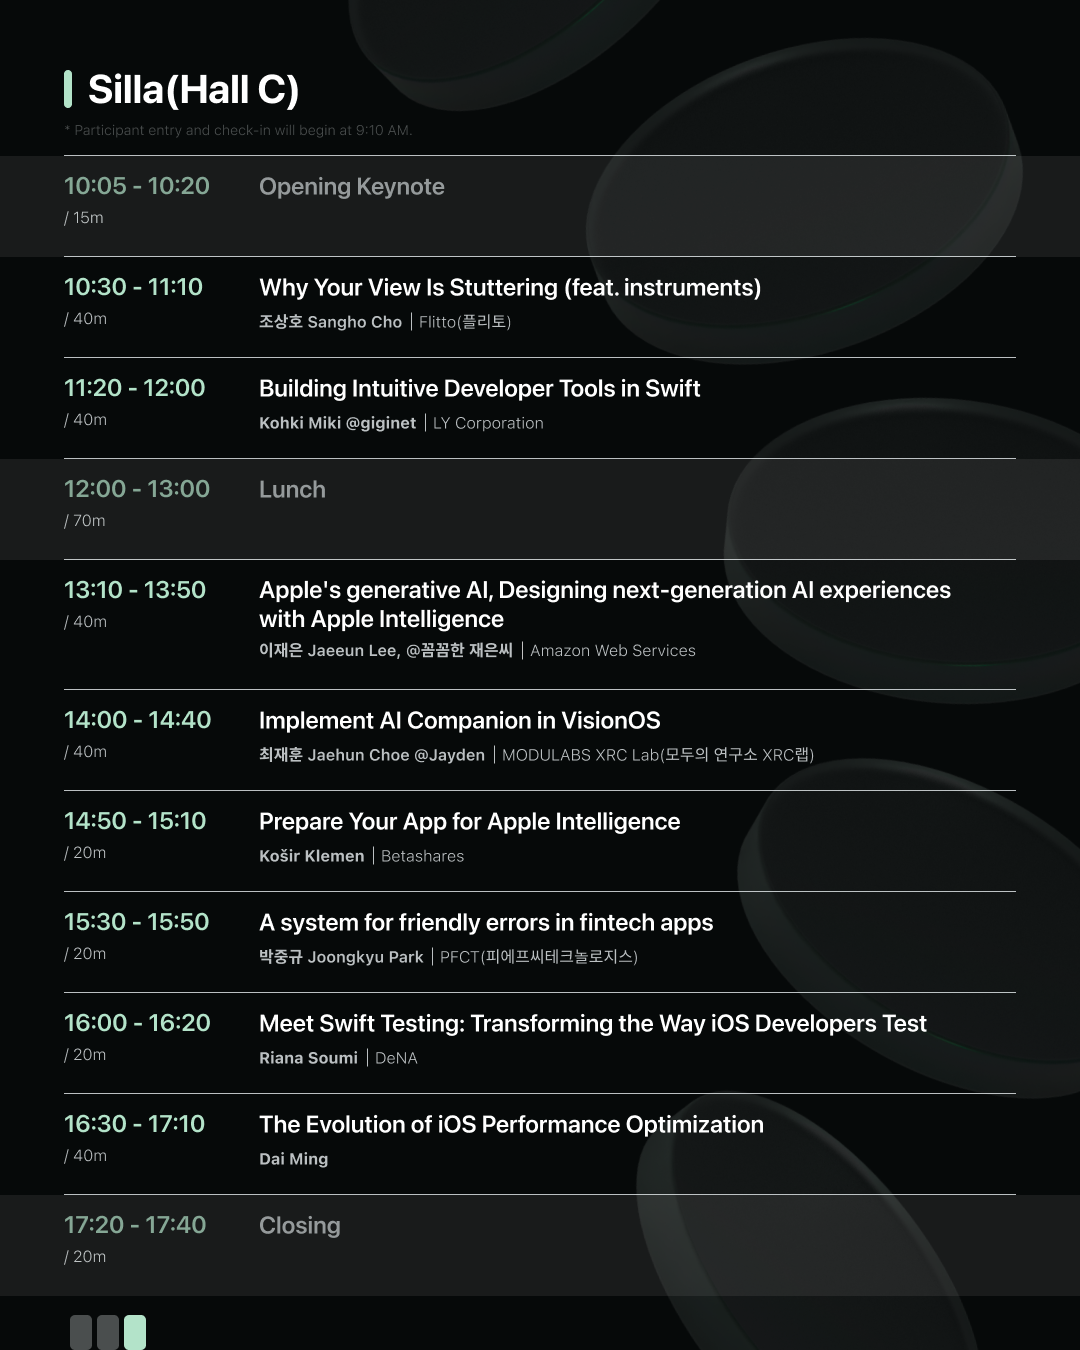 Silla(Hall C)
* Participant entry and check-in will begin at 9:10 AM.
10:05 - 10:20 Opening Keynote
/ 15m
10:30 - 11:10 Why Your View Is Stuttering (feat. instruments)
/ 40m 조상호 Sangho Cho | Flitto(플리토)
11:20 - 12:00 Building Intuitive Developer Tools in Swift
/ 40m Kohki Miki @giginet | LY Corporation
12:00 - 13:00 Lunch
/ 70m
13:10 - 13:50 Apple's generative AI, Designing next-generation AI experiences
/ 40m with Apple Intelligence
이재은 Jaeeun Lee, @꼼꼼한 재은씨 | Amazon Web Services
14:00 - 14:40 Implement AI Companion in VisionOS
/ 40m 최재훈 Jaehun Choe @Jayden | MODULABS XRC Lab(모두의 연구소 XRC랩)
14:50 - 15:10 Prepare Your App for Apple Intelligence
/ 20m Košir Klemen | Betashares
15:30 - 15:50 A system for friendly errors in fintech apps
/ 20m 박중규 Joongkyu Park | PFCT(피에프씨테크놀로지스)
16:00 - 16:20 Meet Swift Testing: Transforming the Way iOS Developers Test
/ 20m Riana Soumi | DeNA
16:30 - 17:10 The Evolution of iOS Performance Optimization
/ 40m Dai Ming
17:20 - 17:40 Closing
/ 20m